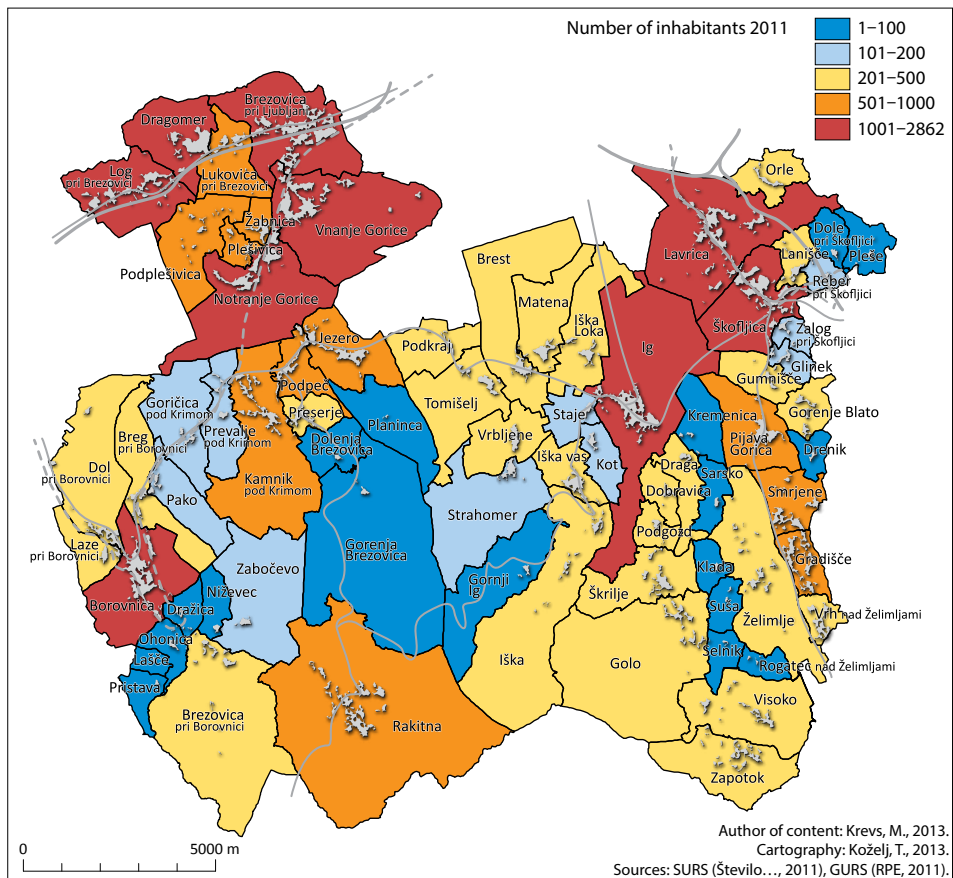 Number of inhabitants 2011
1–100
101–200
201–500
501–1000
1001–2862
Brezovica
pri Ljubljani
Dragomer
Log
pri Brezovici
Lukovica
pri Brezovici
Žabnica
Plešivica
Vnanje Gorice
Podplešivica
Notranje Gorice
Orle
Dole
pri Škofljici
Lanišče
Pleše
Lavrica
Reber
pri Škofljici
Brest
Matena
Iška
Loka
Ig
Škofljica
Zalog
pri Škofljici
Glinek
Gumnišče
Jezero
Podkraj
Podpeč
Goričica
pod Krimom
Prevalje
pod Krimom
Preserje
Planinca
Tomišelj
Staje
Kremenica
Gorenje Blato
Breg
pri Borovnici
Dolenja
Brezovica
Vrbljene
Iška vas
Kot
Pijava
Gorica
Drenik
Dol
pri Borovnici
Draga
Sarsko
Kamnik
pod Krimom
Pako
Dobravica
Smrjene
Strahomer
Podgozd
Laze
pri Borovnici
Gorenja
Brezovica
Gradišče
Zabočevo
Gornji
Ig
Klada
Niževec
Škrilje
Borovnica
Dražica
Suša
Želimlje
Vrh nad Želimljami
Ohonica
Lašče
Iška
Golo
Selnik
Rogatec nad Želimljami
Pristava
Visoko
Brezovica
pri Borovnici
Rakitna
Zapotok
0
5000 m
Author of content: Krevs, M., 2013.
Cartography: Koželj, T., 2013.
Sources: SURS (Število…, 2011), GURS (RPE, 2011).